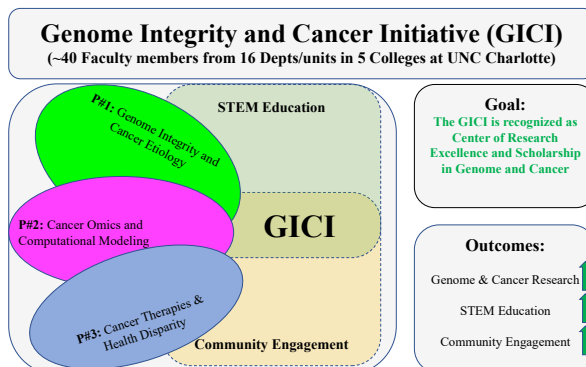 Genome Integrity and Cancer Initiative (GICI)
(~40 Faculty members from 16 Depts/units in 5 Colleges at UNC Charlotte)
P#1: Genome Integrity and
Cancer Etiology
STEM Education
P#2: Cancer Omics and
Computational Modeling
GICI
P#3: Cancer Therapies &
Health Disparity
Community Engagement
Goal:
The GICI is recognized as
Center of Research
Excellence and Scholarship
in Genome and Cancer
Outcomes:
Genome & Cancer Research
STEM Education
Community Engagement